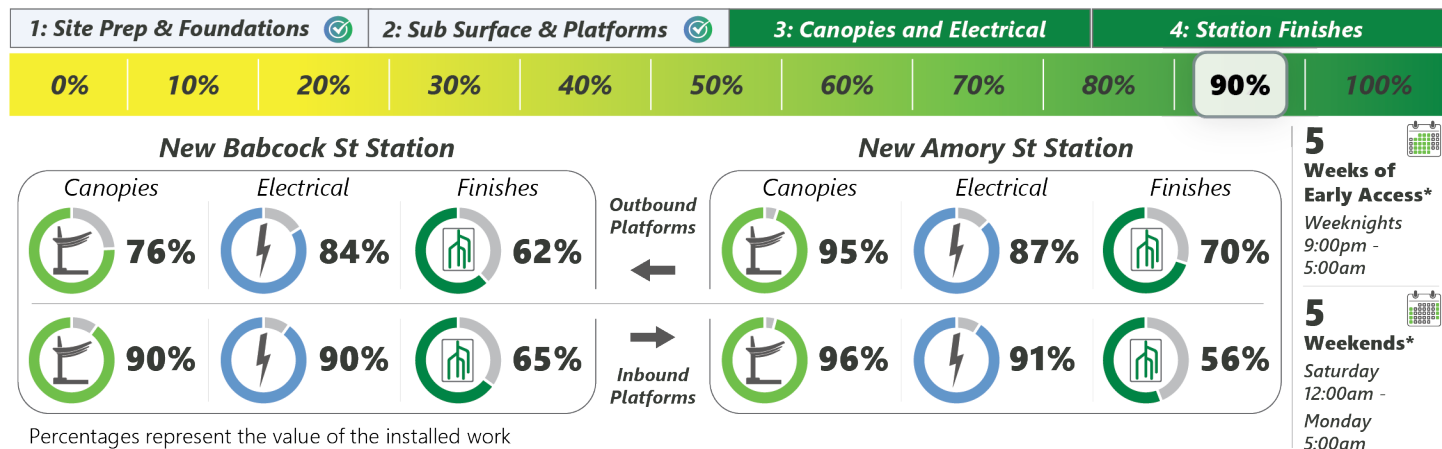 1: Site Prep & Foundations
2: Sub Surface & Platforms
3: Canopies and Electrical
4: Station Finishes
0% 10% 20% 30% 40% 50% 60% 70% 80% 90% 100%
New Babcock St Station
Canopies Electrical Finishes
76% 84% 62%
90% 90% 65%
Outbound
Platforms
Inbound
Platforms
New Amory St Station
Canopies Electrical Finishes
95% 87% 70%
96% 91% 56%
5
Weeks of
Early Access*
Weeknights
9:00pm -
5:00am
5
Weekends*
Saturday
12:00am -
Monday
5:00am
Percentages represent the value of the installed work